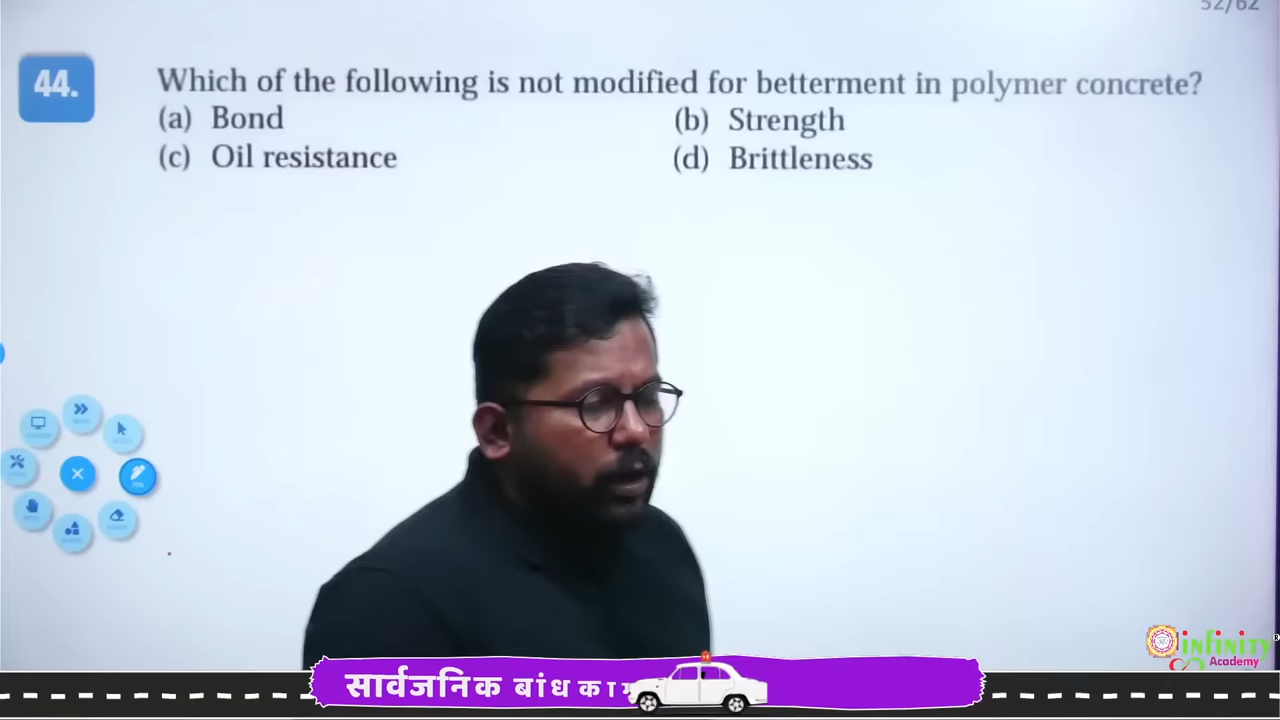 52/62
44. Which of the following is not modified for betterment in polymer concrete?
(a) Bond (b) Strength
(c) Oil resistance (d) Brittleness
infinity
Academy
सार्वजनिक बांधकाम